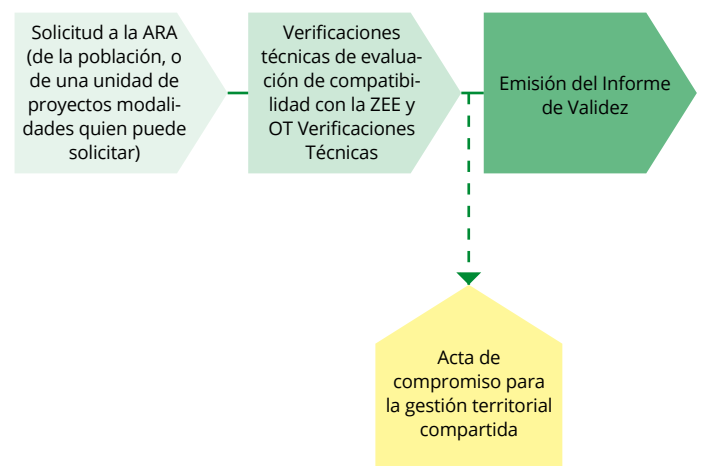 Solicitud a la ARA
(de la población, o
de una unidad de
proyectos modali-
dades quien puede
solicitar)
Verificaciones
técnicas de evalua-
ción de compatibi-
lidad con la ZEE y
OT Verificaciones
Técnicas
Emisión del Informe
de Validez
Acta de
compromiso para
la gestión territorial
compartida